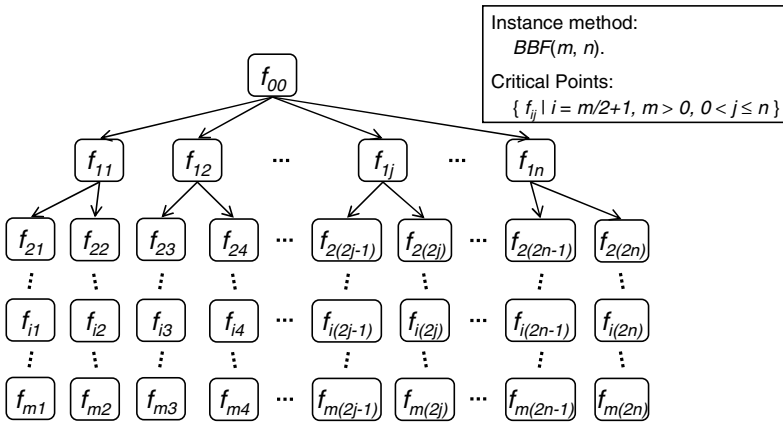 Instance method:
BBF(m, n).
Critical Points:
{ f_ij | i = m/2+1, m > 0, 0 < j ≤ n }
f_00
f_11 f_12 ... f_1j ... f_1n
f_21 f_22 f_23 f_24 ... f_2(2j-1) f_2(2j) ... f_2(2n-1) f_2(2n)
f_i1 f_i2 f_i3 f_i4 ... f_i(2j-1) f_i(2j) ... f_i(2n-1) f_i(2n)
f_m1 f_m2 f_m3 f_m4 ... f_m(2j-1) f_m(2j) ... f_m(2n-1) f_m(2n)